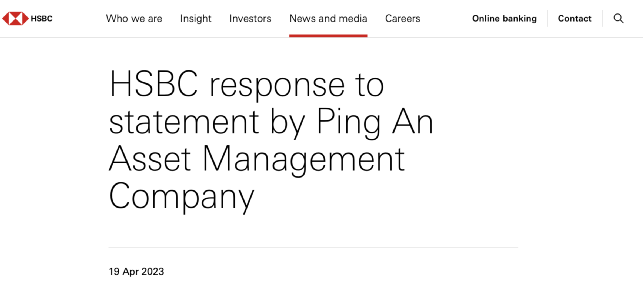 HSBC
Who we are
Insight
Investors
News and media
Careers
Online banking
Contact
HSBC response to
statement by Ping An
Asset Management
Company
19 Apr 2023